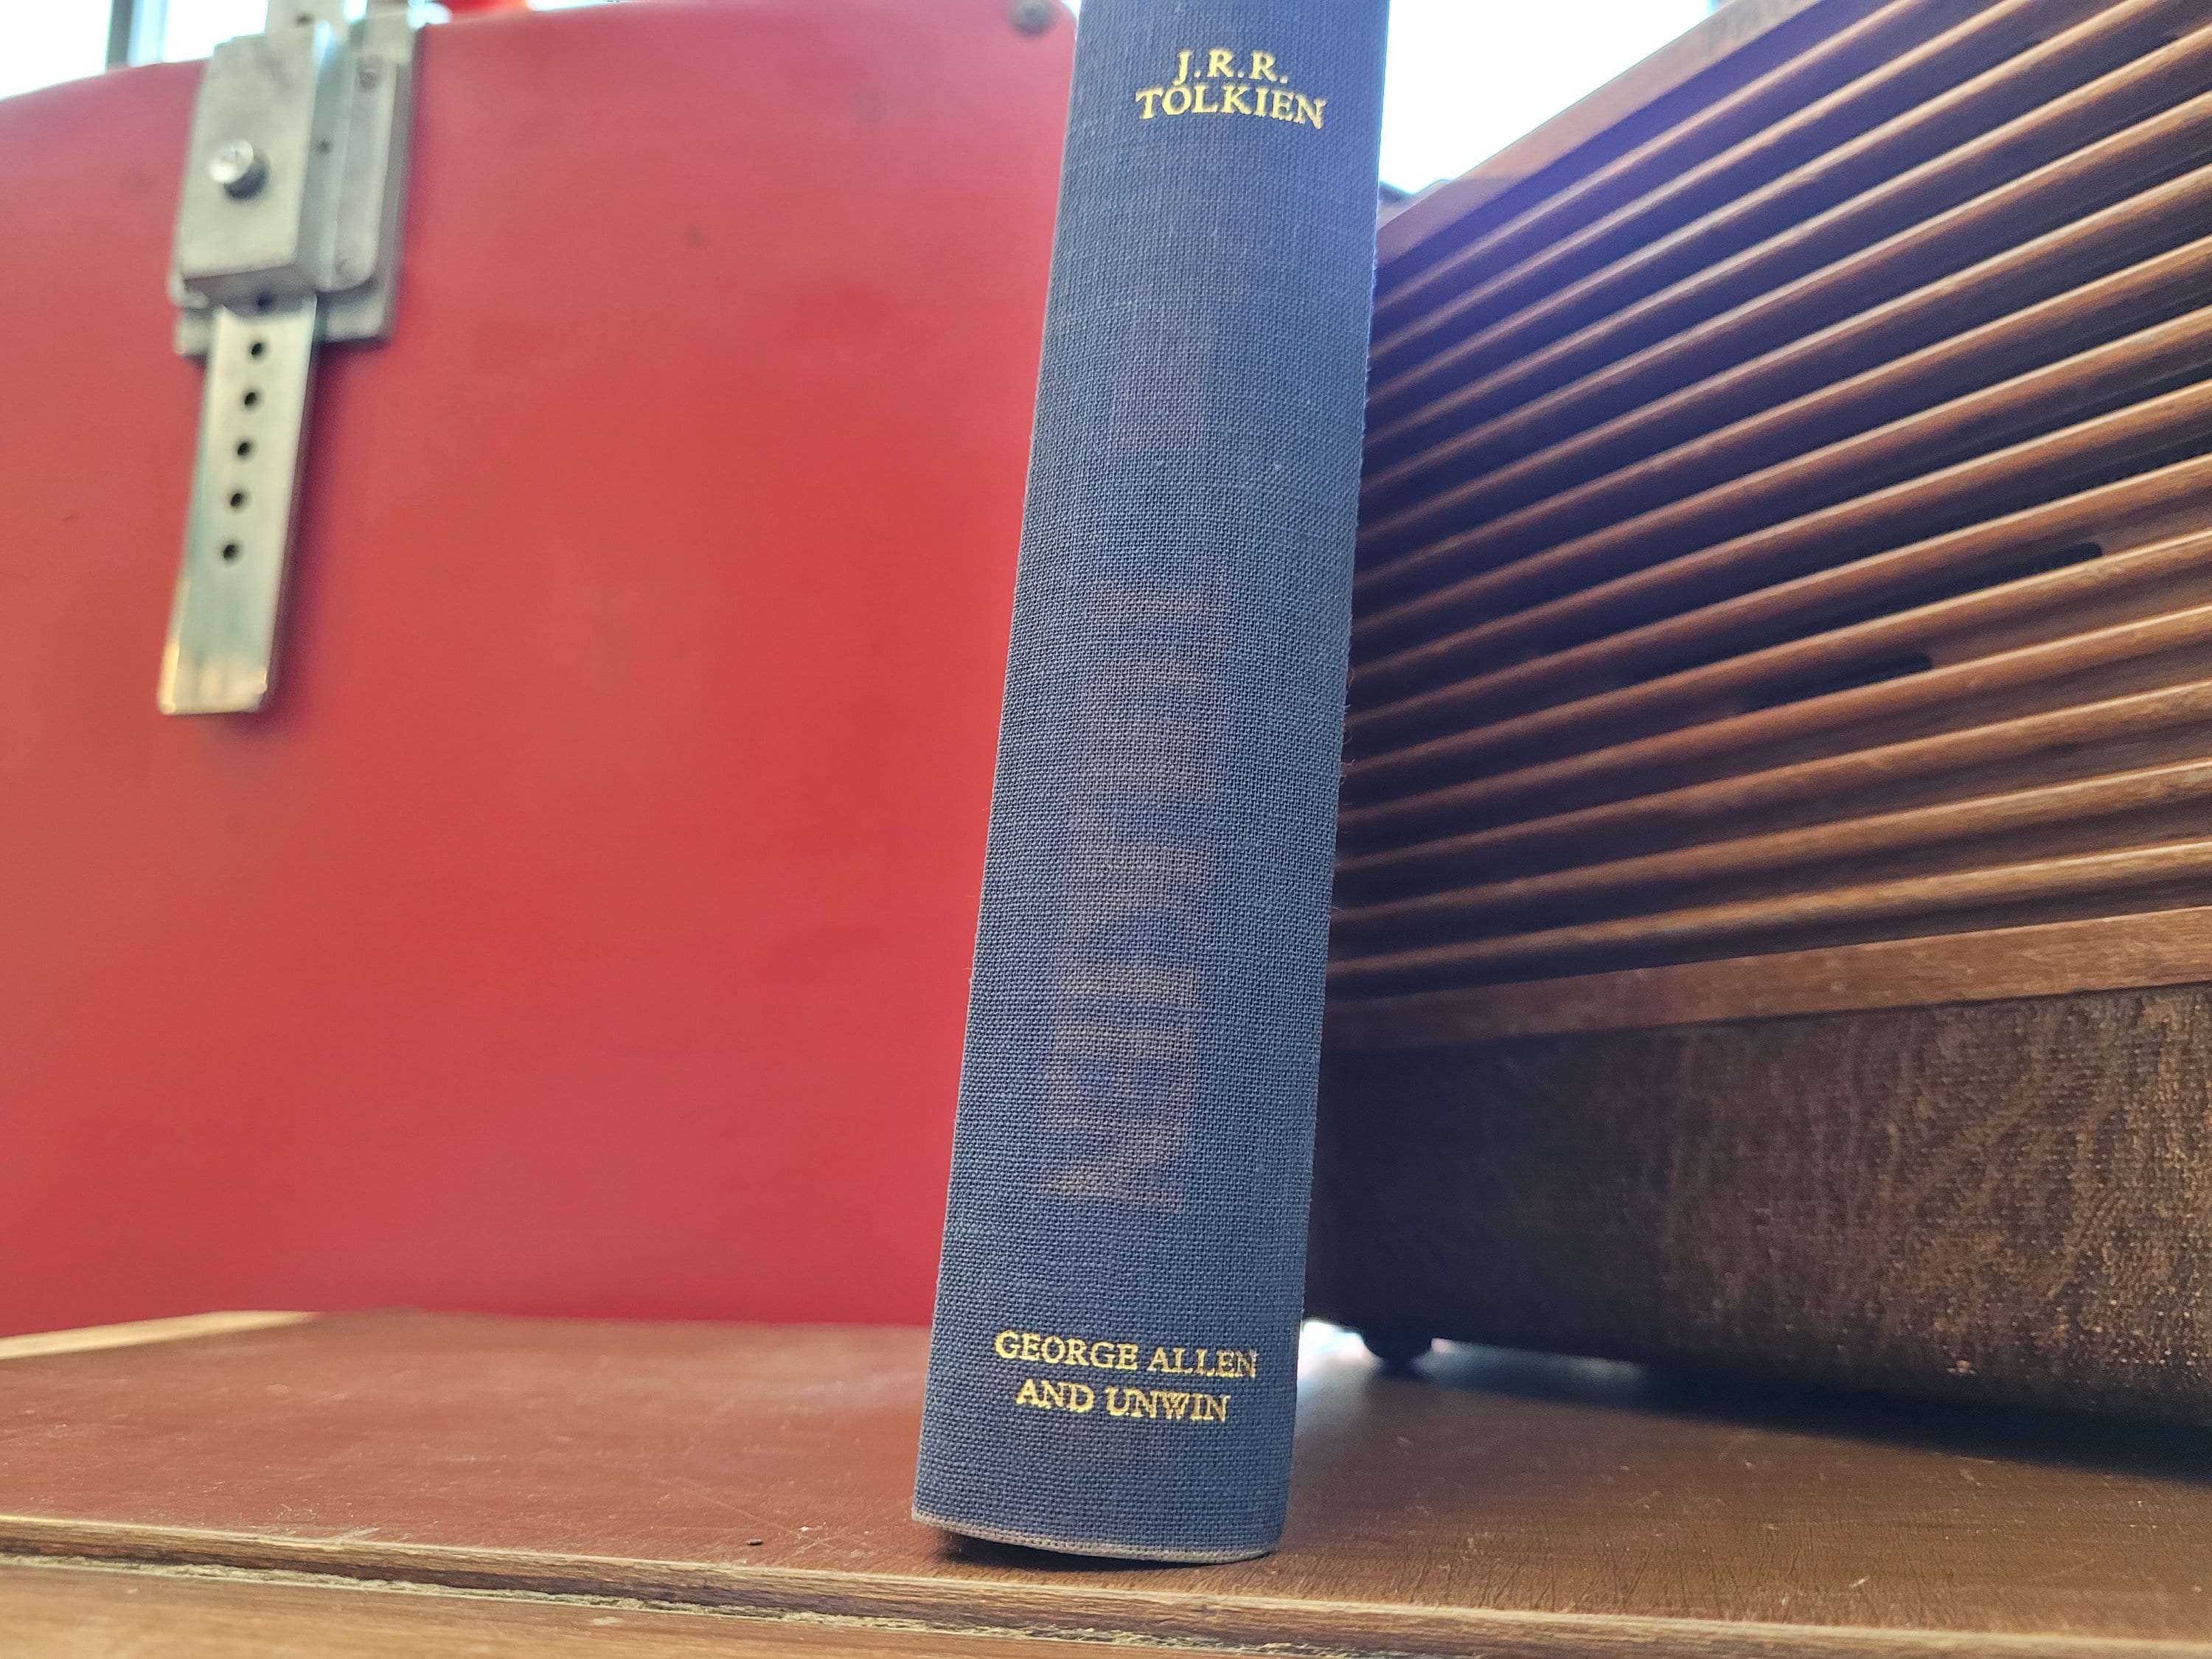 J.R.R.
TOLKIEN
GEORGE ALLEN
AND UNWIN